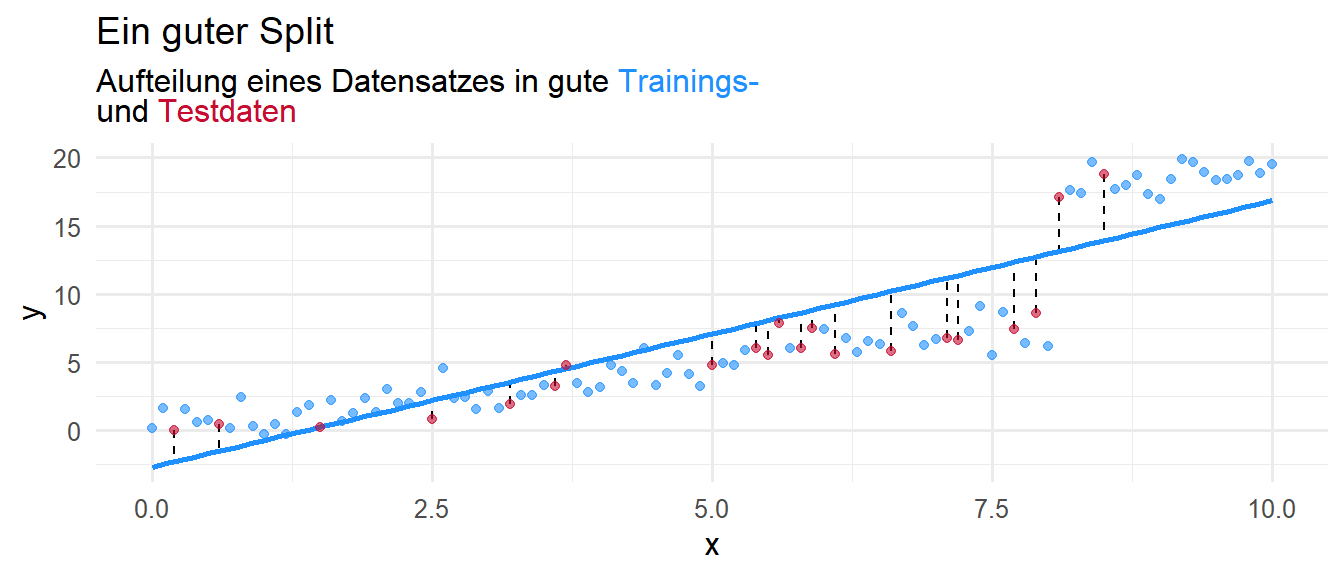 Ein guter Split
Aufteilung eines Datensatzes in gute Trainings-
und Testdaten
20
15
10
5
0
y
0.0 2.5 5.0 7.5 10.0
x